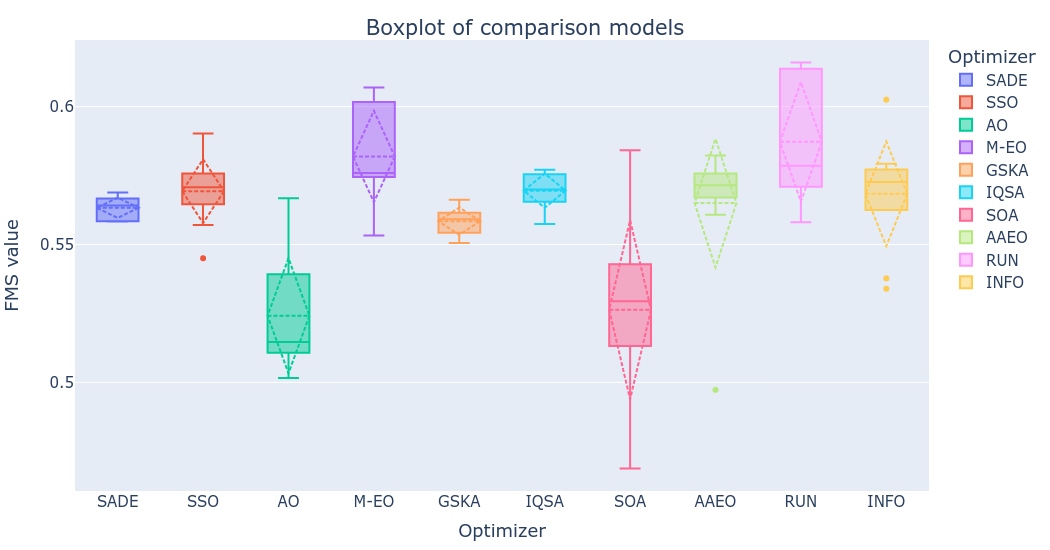 Boxplot of comparison models
FMS value
0.6
0.55
0.5
SADE
SSO
AO
M-EO
GSKA
IQSA
SOA
AAEO
RUN
INFO
Optimizer
Optimizer
SADE
SSO
AO
M-EO
GSKA
IQSA
SOA
AAEO
RUN
INFO